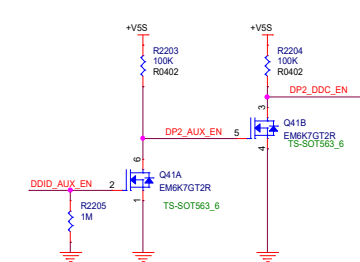 +V5S
+V5S
R2203
100K
R0402
R2204
100K
R0402
DP2_DDC_EN
3
DP2_AUX_EN
5
Q41B
EM6K7GT2R
TS-SOT563_6
4
6
DDID_AUX_EN
2
Q41A
EM6K7GT2R
1
TS-SOT563_6
R2205
1M